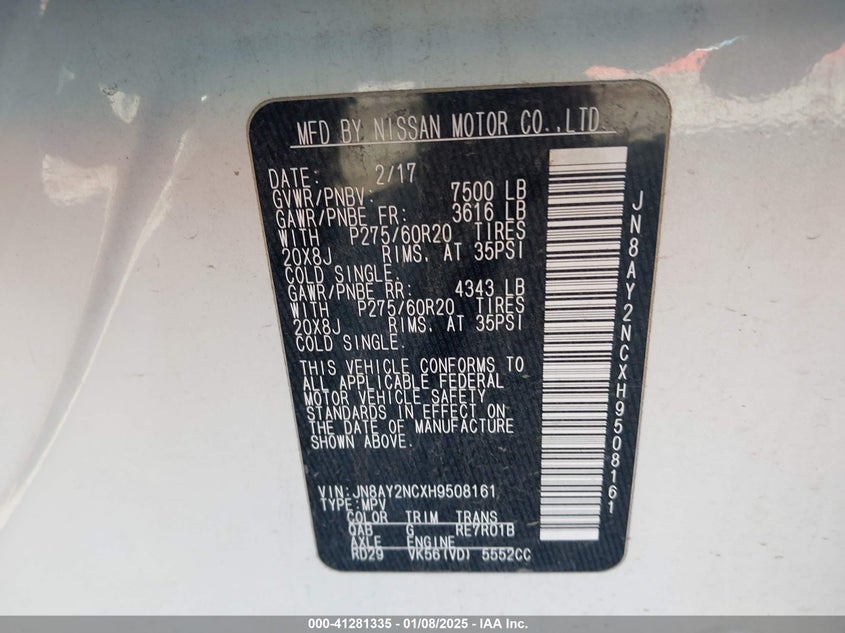 MFD BY NISSAN MOTOR CO.,LTD.
DATE: 2/17
GVWR/PNBV: 7500 LB
GAWR/PNBE FR: 3616 LB
WITH P275/60R20 TIRES
20X8J RIMS. AT 35PSI
COLD SINGLE.
GAWR/PNBE RR: 4343 LB
WITH P275/60R20 TIRES
20X8J RIMS. AT 35PSI
COLD SINGLE.
THIS VEHICLE CONFORMS TO
ALL APPLICABLE FEDERAL
MOTOR VEHICLE SAFETY
STANDARDS IN EFFECT ON
THE DATE OF MANUFACTURE
SHOWN ABOVE.
VIN:JN8AY2NCXH9508161
TYPE:MPV
COLOR TRIM TRANS
QAB G RE7R01B
AXLE ENGINE
RD29 VK56(VD) 5552CC
JN8AY2NCXH9508161
000-41281335 — 01/08/2025 — IAA Inc.